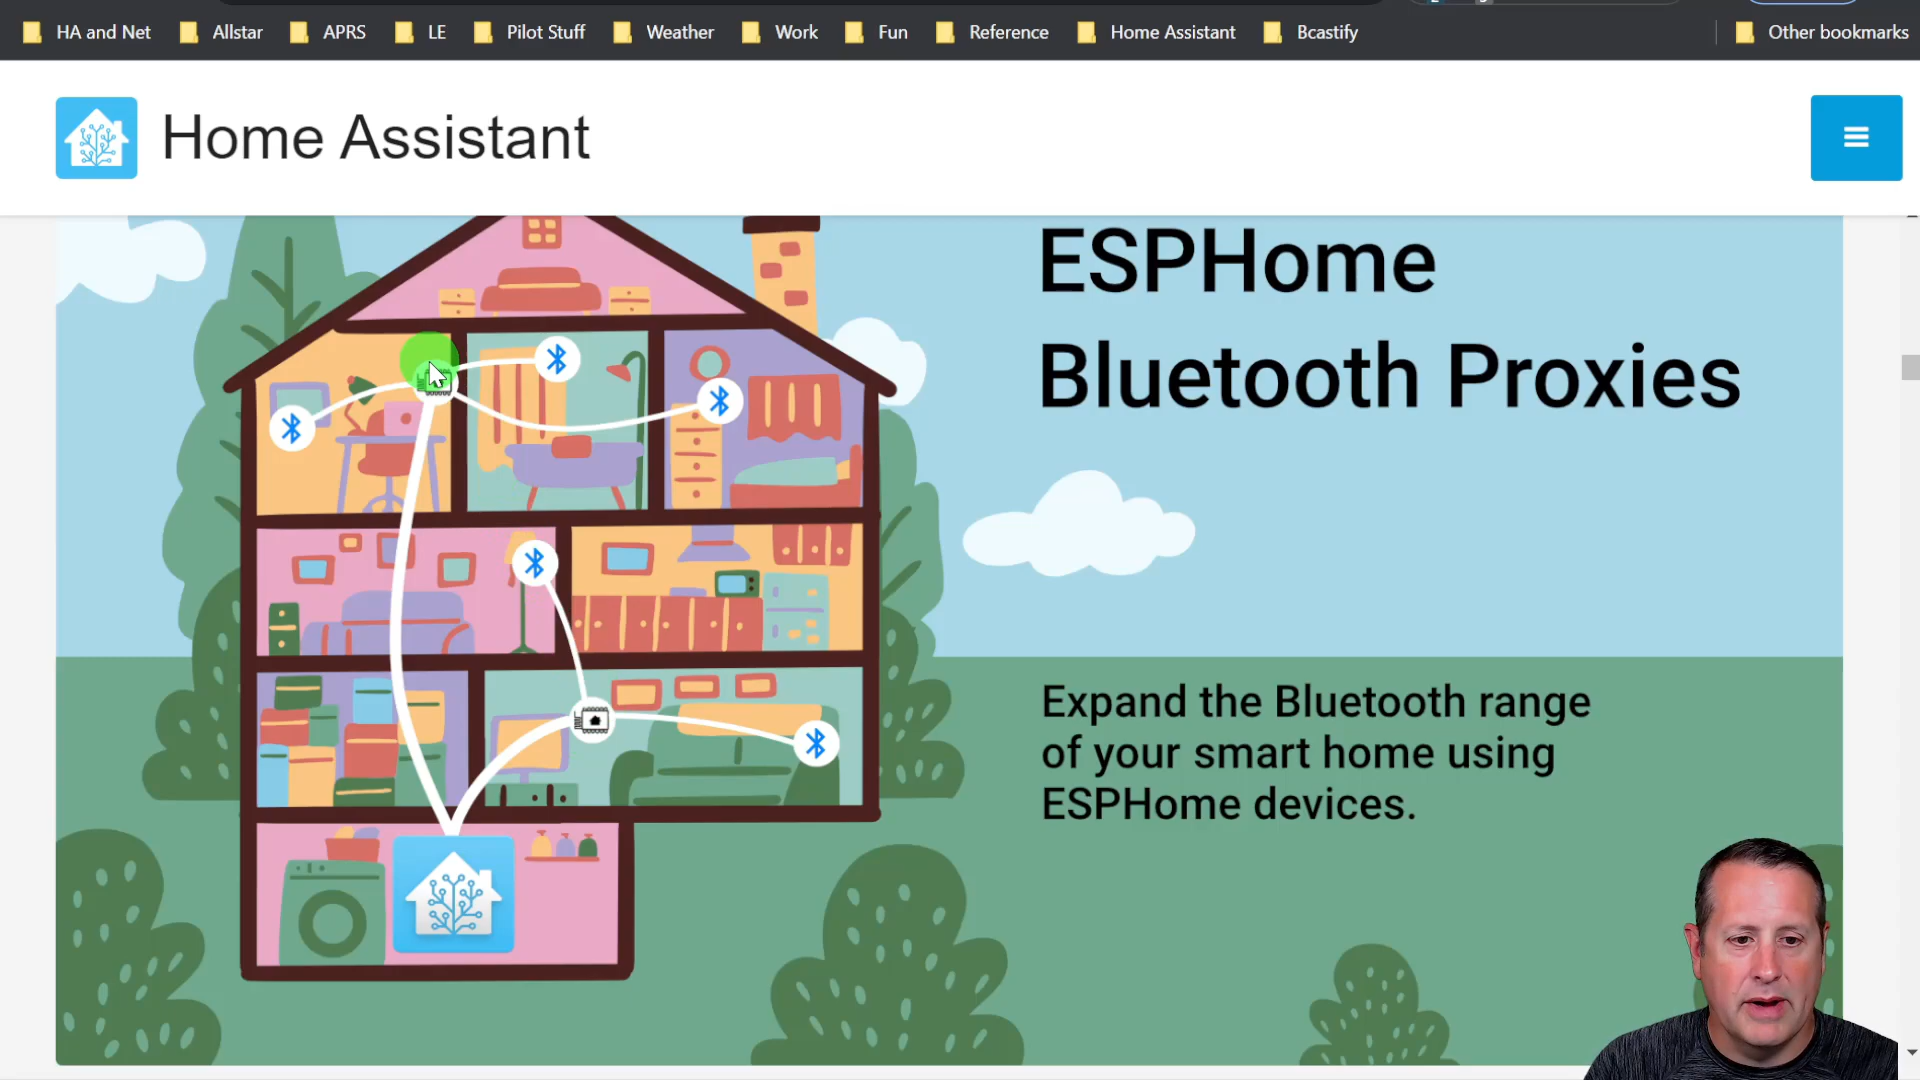 HA and Net
Allstar
APRS
LE
Pilot Stuff
Weather
Work
Fun
Reference
Home Assistant
Bcastify
Other bookmarks
Home Assistant
ESPHome
Bluetooth Proxies
Expand the Bluetooth range
of your smart home using
ESPHome devices.